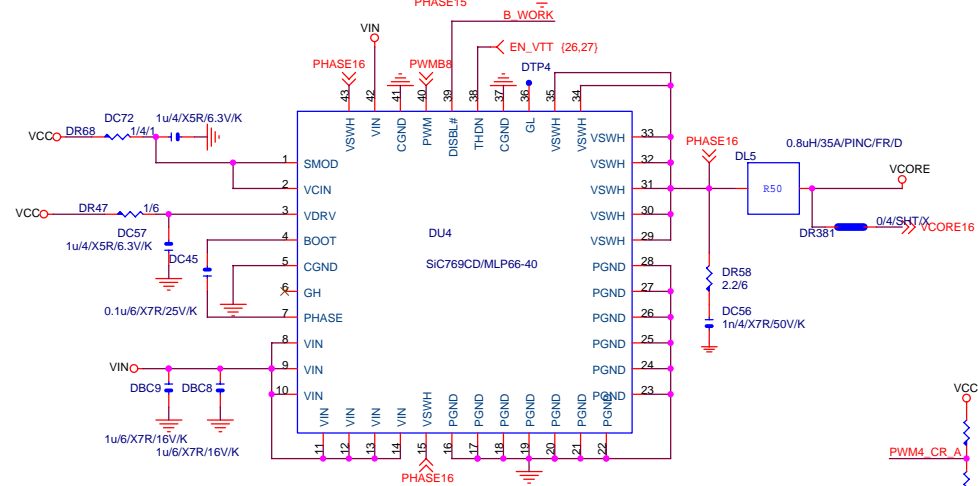 PHASE15
B_WORK
VIN
EN_VTT {26,27}
PHASE16
PWMB8
DTP4
43 42 41 40 39 38 37 36 35 34
VSWH VIN CGND PWM DISBL# THDN CGND GL VSWH VSWH
DC72 1u/4/X5R/6.3V/K
VCC DR68 1/4/1
1 SMOD
2 VCIN
VCC DR47 1/6
3 VDRV
DC57
1u/4/X5R/6.3V/K
4 BOOT
DC45
5 CGND
6 GH
0.1u/6/X7R/25V/K
7 PHASE
8 VIN
VIN
9 VIN
DBC9 DBC8
10 VIN
1u/6/X7R/16V/K
1u/6/X7R/16V/K
DU4
SiC769CD/MLP66-40
VSWH 33
VSWH 32
VSWH 31
VSWH 30
VSWH 29
PGND 28
PGND 27
PGND 26
PGND 25
PGND 24
PGND 23
VIN VIN VIN VIN VSWH PGND PGND PGND PGND PGND PGND PGND
11 12 13 14 15 16 17 18 19 20 21 22
PHASE16
PHASE16
DL5
0.8uH/35A/PINC/FR/D
R50
VCORE
0/4/SHT/X
DR381
VCORE16
DR58
2.2/6
DC56
1n/4/X7R/50V/K
VCC
PWM4_CR_A